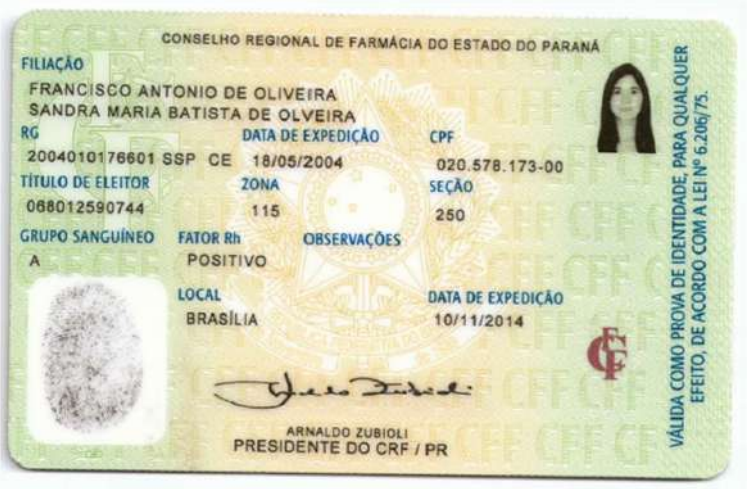 CONSELHO REGIONAL DE FARMÁCIA DO ESTADO DO PARANÁ
FILIAÇÃO
FRANCISCO ANTONIO DE OLIVEIRA
SANDRA MARIA BATISTA DE OLVEIRA
RG DATA DE EXPEDIÇÃO CPF
2004010176601 SSP CE 18/05/2004 020.578.173-00
TÍTULO DE ELEITOR ZONA SEÇÃO
068012590744 115 250
GRUPO SANGUÍNEO FATOR Rh OBSERVAÇÕES
A POSITIVO
LOCAL DATA DE EXPEDIÇÃO
BRASÍLIA 10/11/2014
ARNALDO ZUBIOLI
PRESIDENTE DO CRF / PR
VÁLIDA COMO PROVA DE IDENTIDADE, PARA QUALQUER
EFEITO, DE ACORDO COM A LEI Nº 6.206/75.
CFF